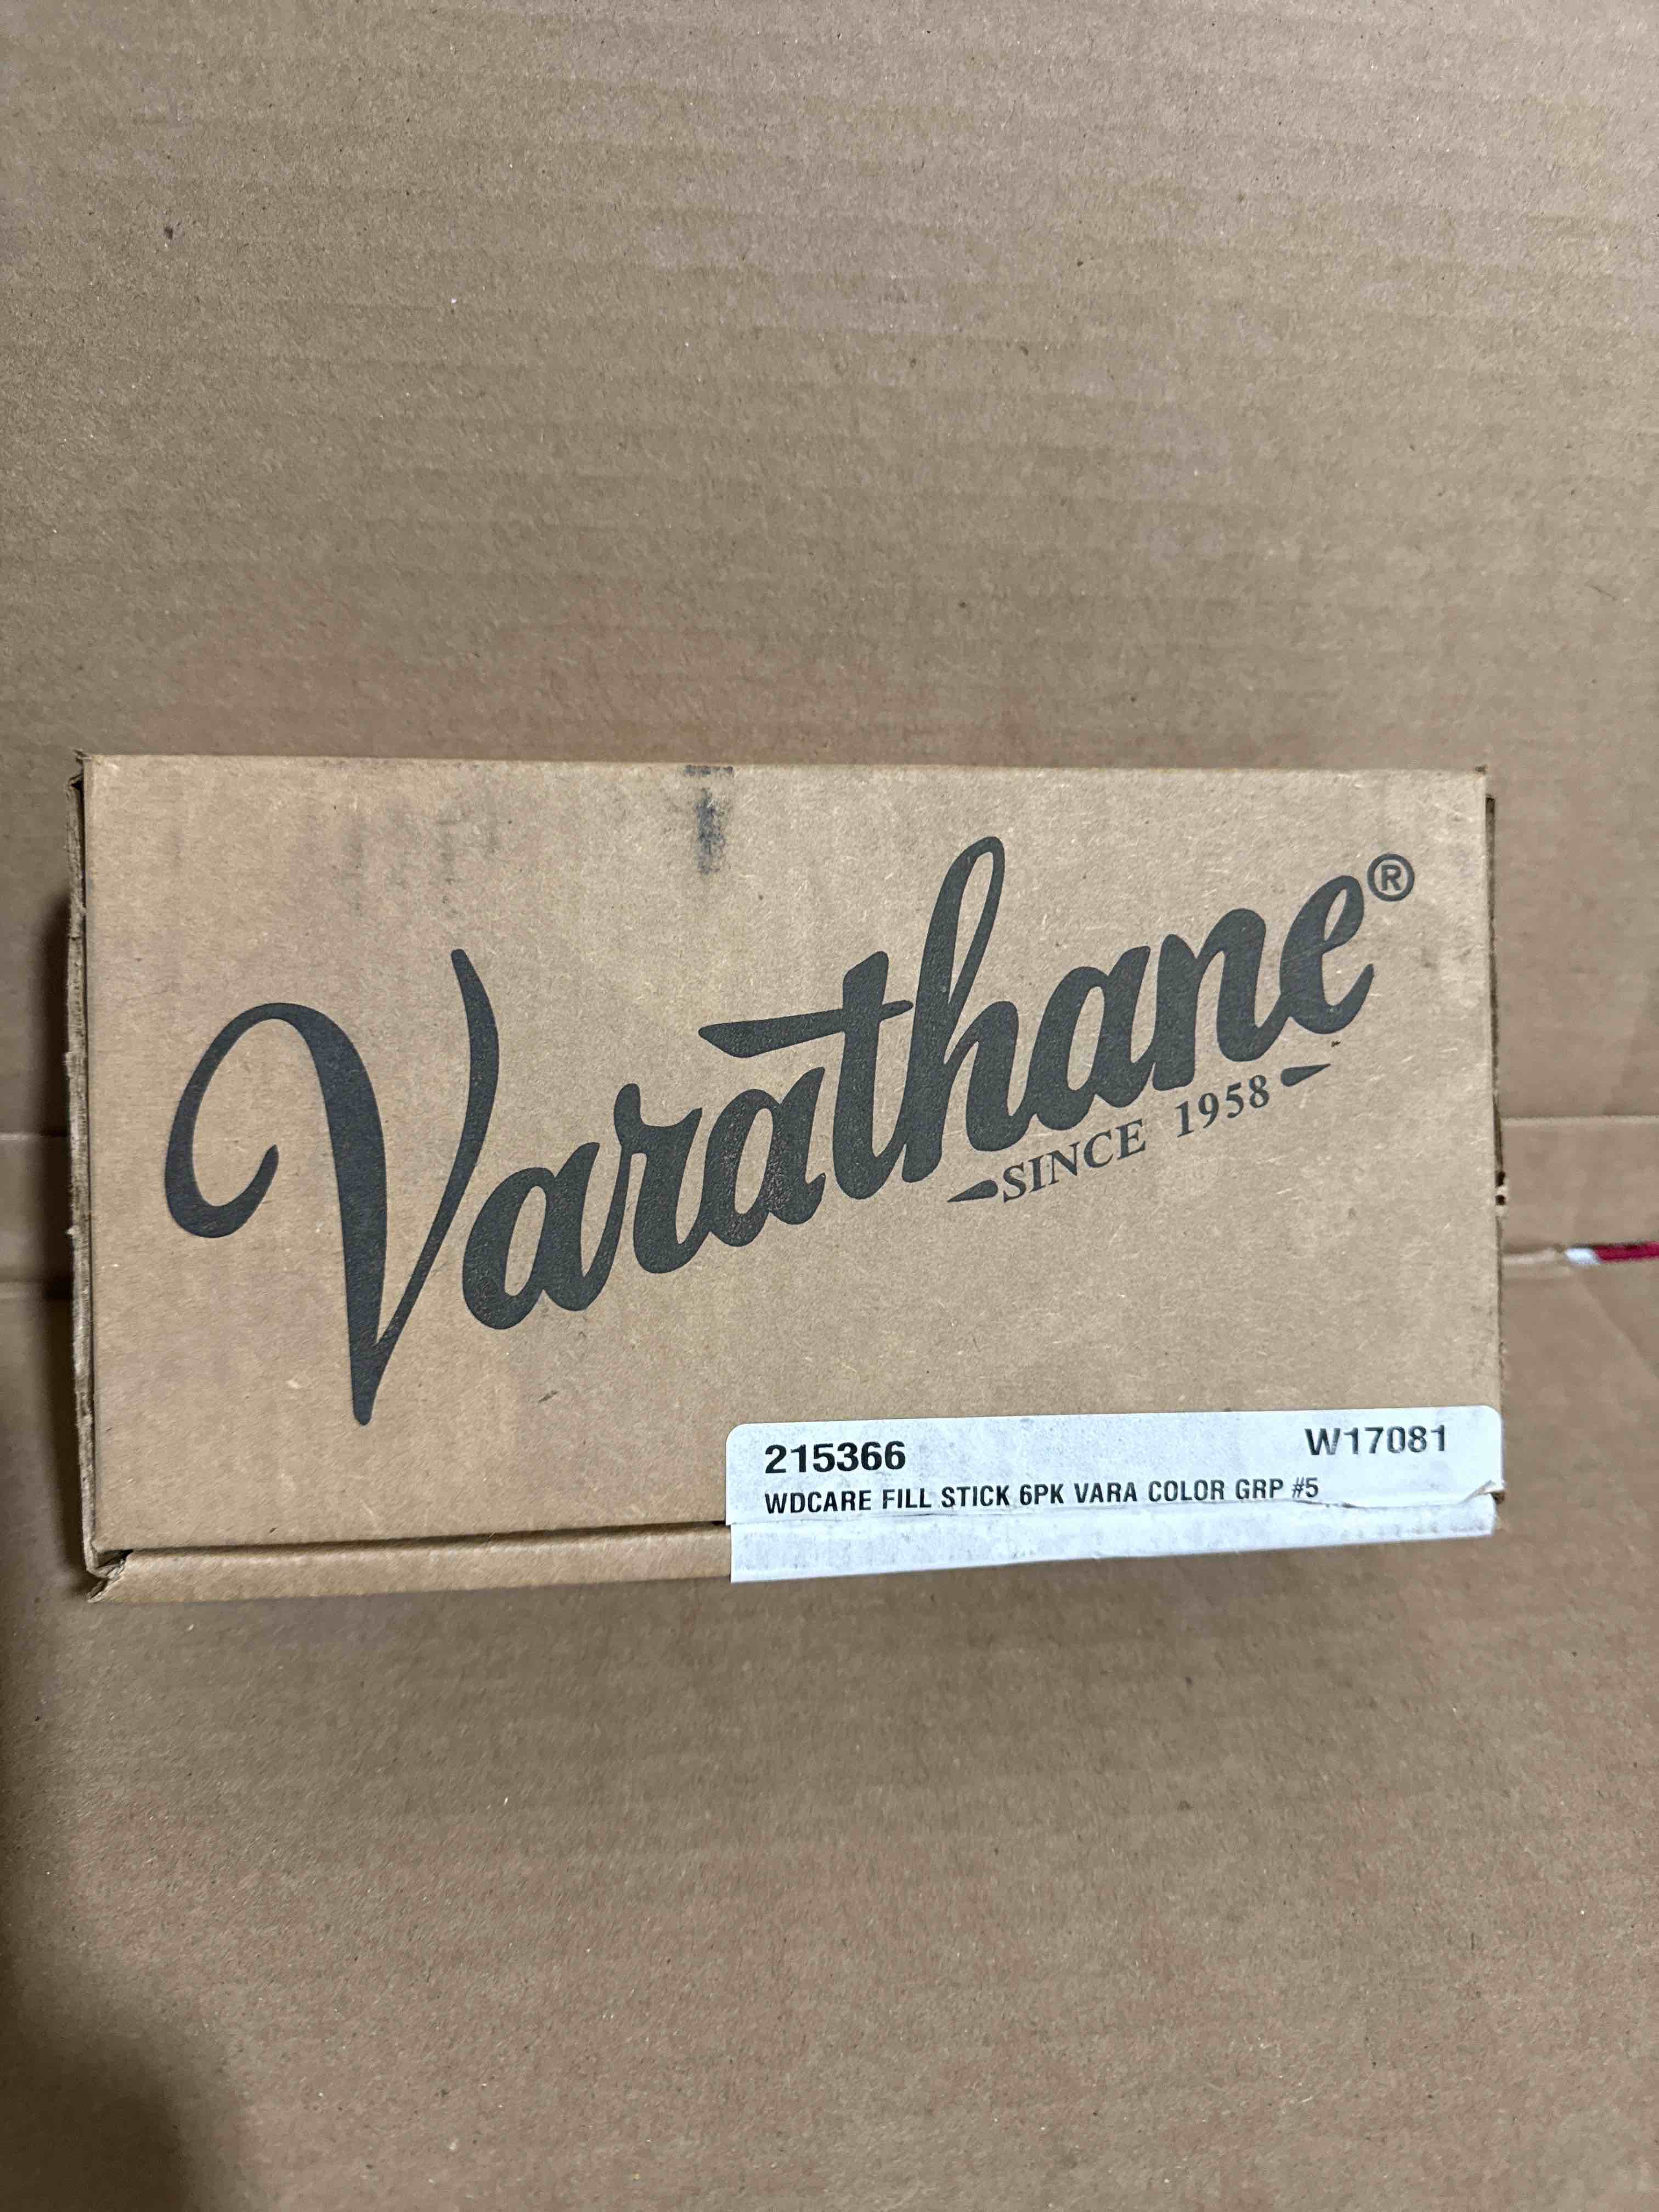 Varathane®
SINCE 1958
215366 W17081
WDCARE FILL STICK 6PK VARA COLOR GRP #5